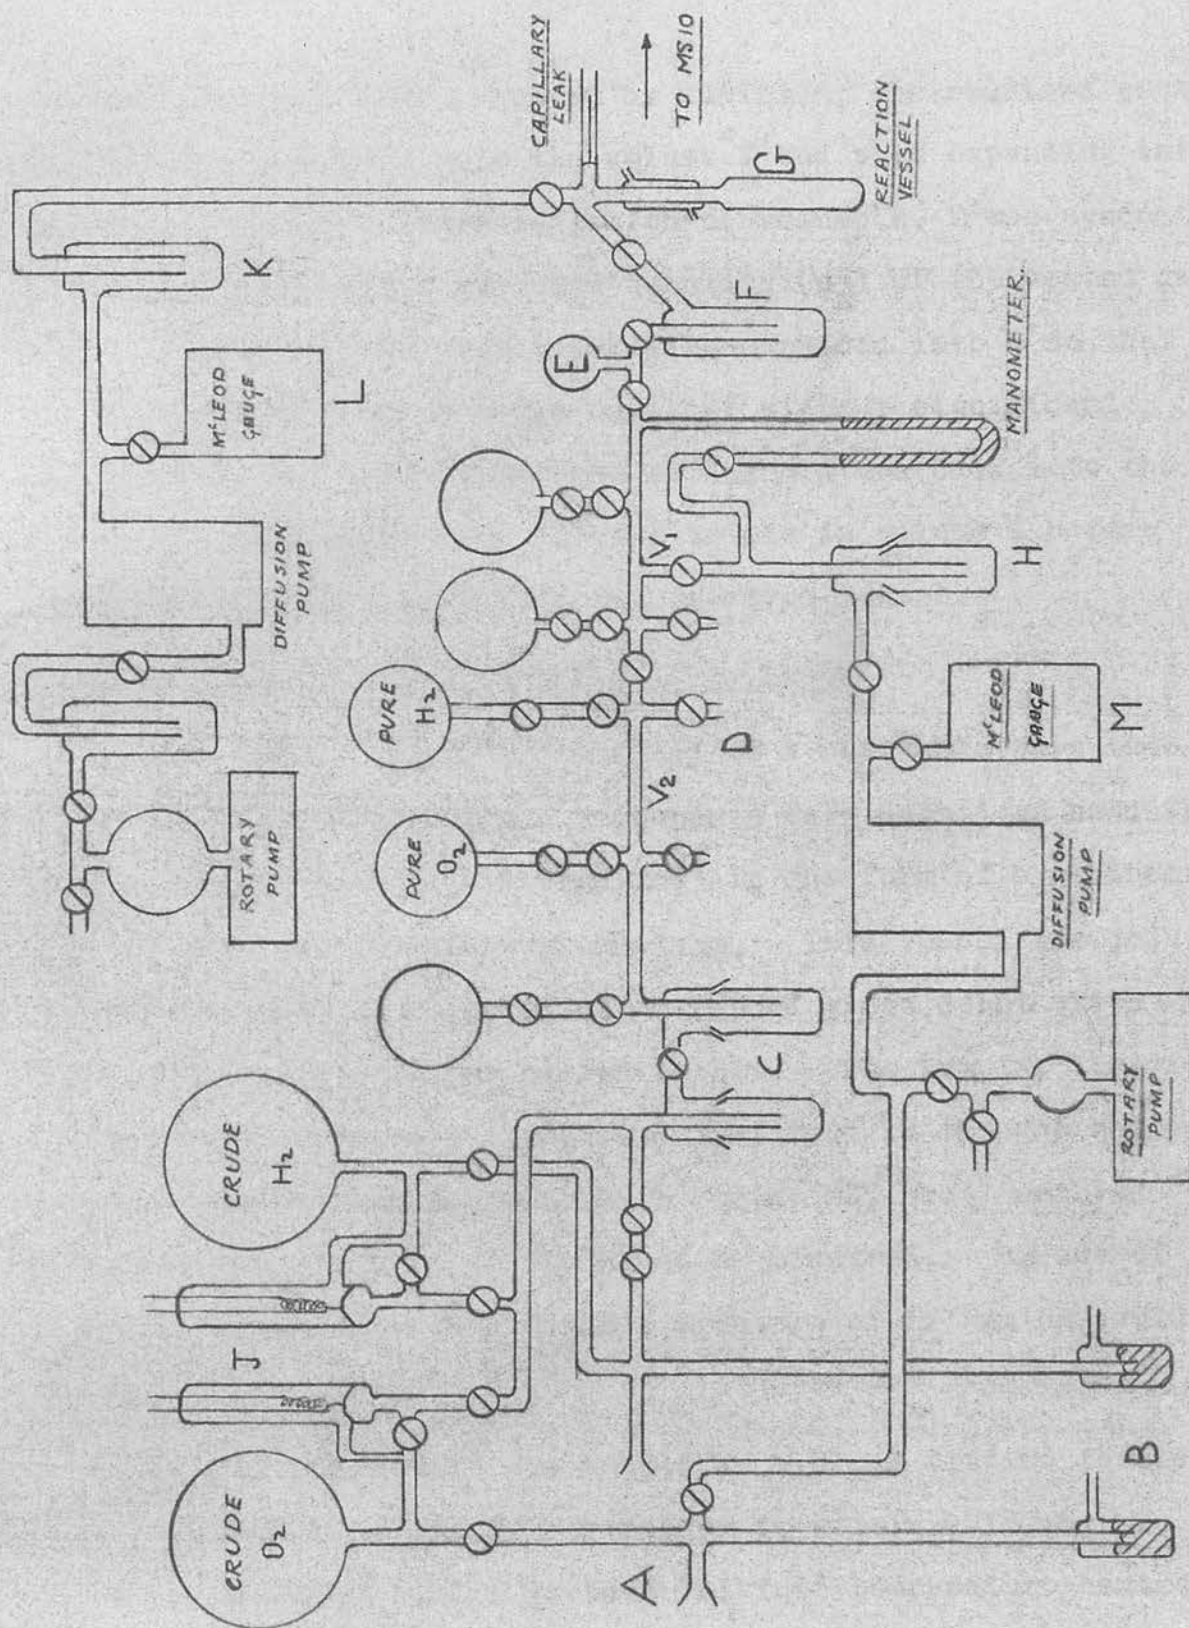 CAPILLARY
LEAK
TO MS10
G
REACTION
VESSEL
K
F
E
MCLEOD
GAUGE
L
MANOMETER.
V1
H
DIFFUSION
PUMP
PURE
H2
D
MCLEOD
GAUGE
M
V2
PURE
O2
ROTARY
PUMP
DIFFUSION
PUMP
C
CRUDE
H2
ROTARY
PUMP
J
CRUDE
O2
A
B